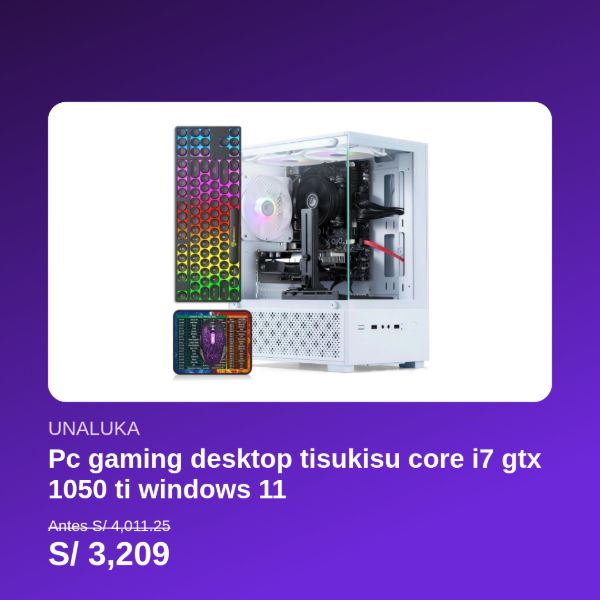 UNALUKA
Pc gaming desktop tisukisu core i7 gtx
1050 ti windows 11
Antes S/ 4,011.25
S/ 3,209